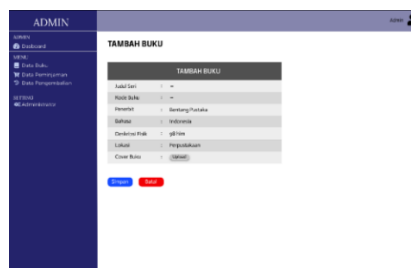 ADMIN
ADMIN
ADMIN
Dashboard
MENU
Data Buku
Data Peminjaman
Data Pengembalian
SETTING
Administrator
TAMBAH BUKU
TAMBAH BUKU
Judul Seri : -
Kode Buku : -
Penerbit : Bentang Pustaka
Bahasa : Indonesia
Deskripsi Fisik :
Lokasi : Perpustakaan
Cover Buku :
Simpan Batal